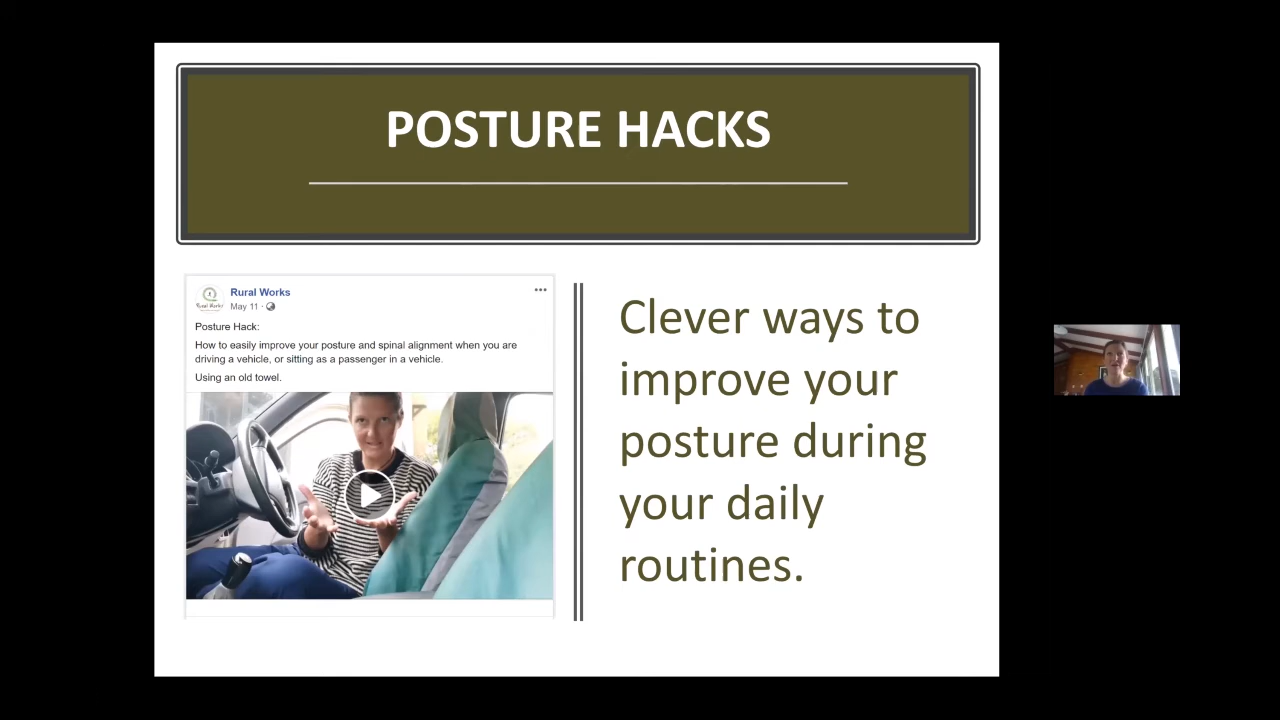 POSTURE HACKS
Rural Works
May 11 ·
Posture Hack:
How to easily improve your posture and spinal alignment when you are
driving a vehicle, or sitting as a passenger in a vehicle.
Using an old towel.
Clever ways to
improve your
posture during
your daily
routines.